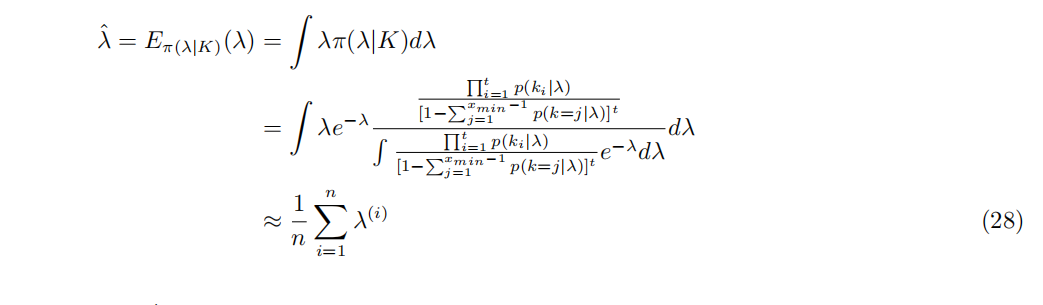 \hat{\lambda} = E_{\pi(\lambda|K)}(\lambda) = \int \lambda \pi(\lambda|K) d\lambda
= \int \lambda e^{-\lambda} \frac{\frac{\prod_{i=1}^{t} p(k_i|\lambda)}{[1-\sum_{j=1}^{x_{min}-1} p(k=j|\lambda)]^t}}{\int \frac{\prod_{i=1}^{t} p(k_i|\lambda)}{[1-\sum_{j=1}^{x_{min}-1} p(k=j|\lambda)]^t} e^{-\lambda} d\lambda} d\lambda
\approx \frac{1}{n} \sum_{i=1}^{n} \lambda^{(i)} (28)